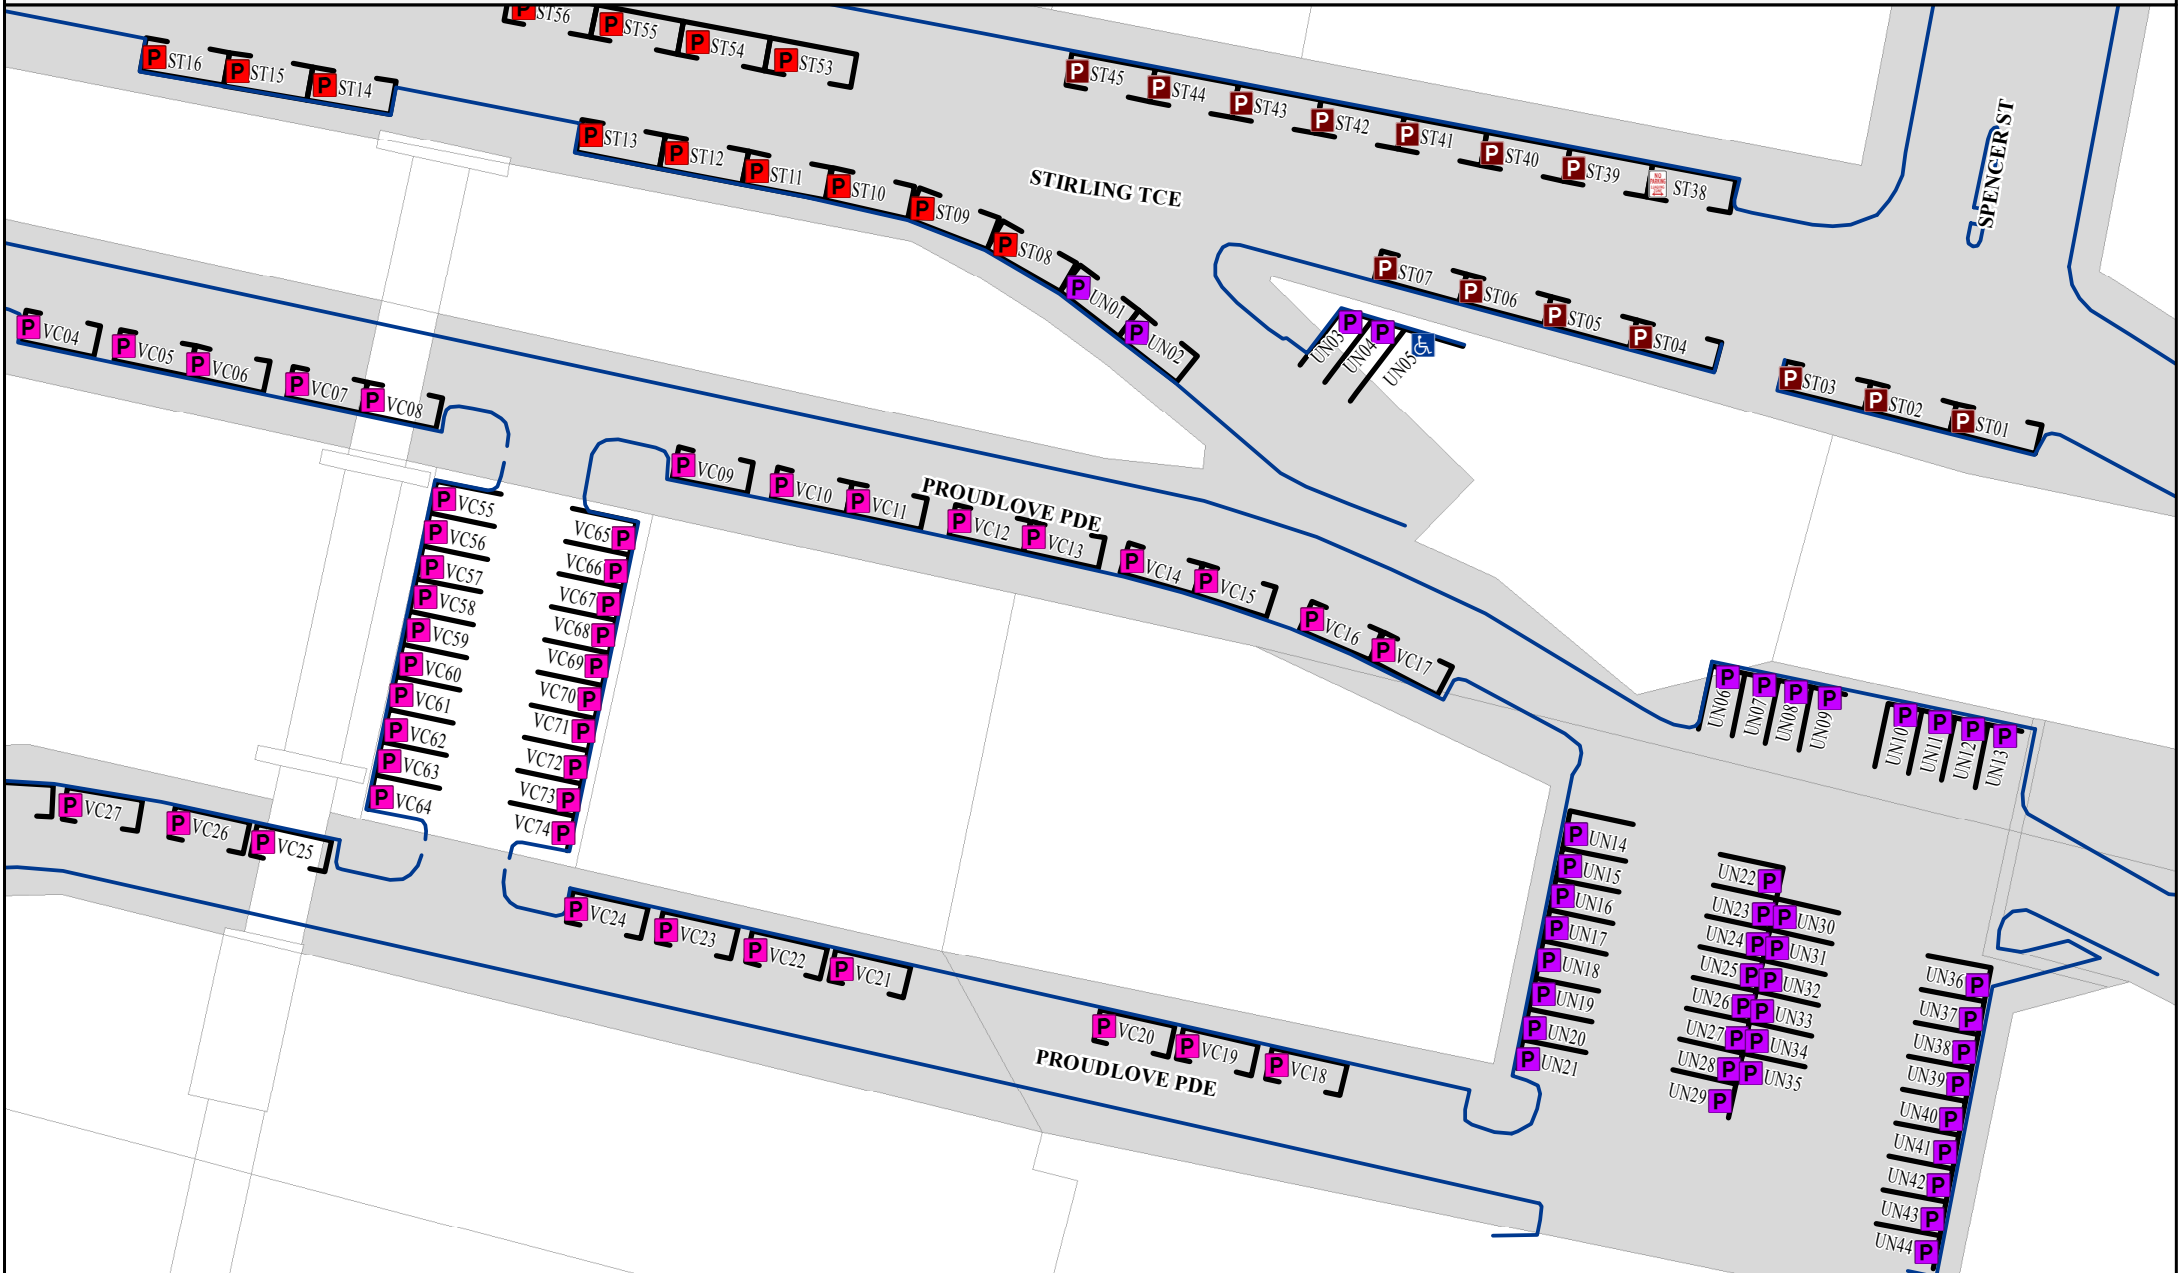 P ST56
P ST55
P ST54
P ST53
P ST16
P ST15
P ST14
P ST45
P ST44
P ST43
P ST42
P ST41
P ST40
P ST39
NO PARKING ST38
SPENCER ST
P ST13
P ST12
P ST11
P ST10
P ST09
P ST08
STIRLING TCE
P UN01
P UN02
P ST07
P ST06
P ST05
P ST04
P UN03
P UN04
UN05
P ST03
P ST02
P ST01
P VC04
P VC05
P VC06
P VC07
P VC08
P VC09
P VC10
P VC11
PROUDLOVE PDE
P VC12
P VC13
P VC14
P VC15
P VC16
P VC17
P VC55
P VC56
P VC57
P VC58
P VC59
P VC60
P VC61
P VC62
P VC63
P VC64
VC65 P
VC66 P
VC67 P
VC68 P
VC69 P
VC70 P
VC71 P
VC72 P
VC73 P
VC74 P
P UN06
P UN07
P UN08
P UN09
P UN10
P UN11
P UN12
P UN13
P VC27
P VC26
P VC25
P VC24
P VC23
P VC22
P VC21
P VC20
P VC19
P VC18
PROUDLOVE PDE
P UN14
P UN15
P UN16
P UN17
P UN18
P UN19
P UN20
P UN21
UN22 P
UN23 P
UN24 P
UN25 P
UN26 P
UN27 P
UN28 P
UN29 P
P UN30
P UN31
P UN32
P UN33
P UN34
P UN35
UN36 P
UN37 P
UN38 P
UN39 P
UN40 P
UN41 P
UN42 P
UN43 P
UN44 P